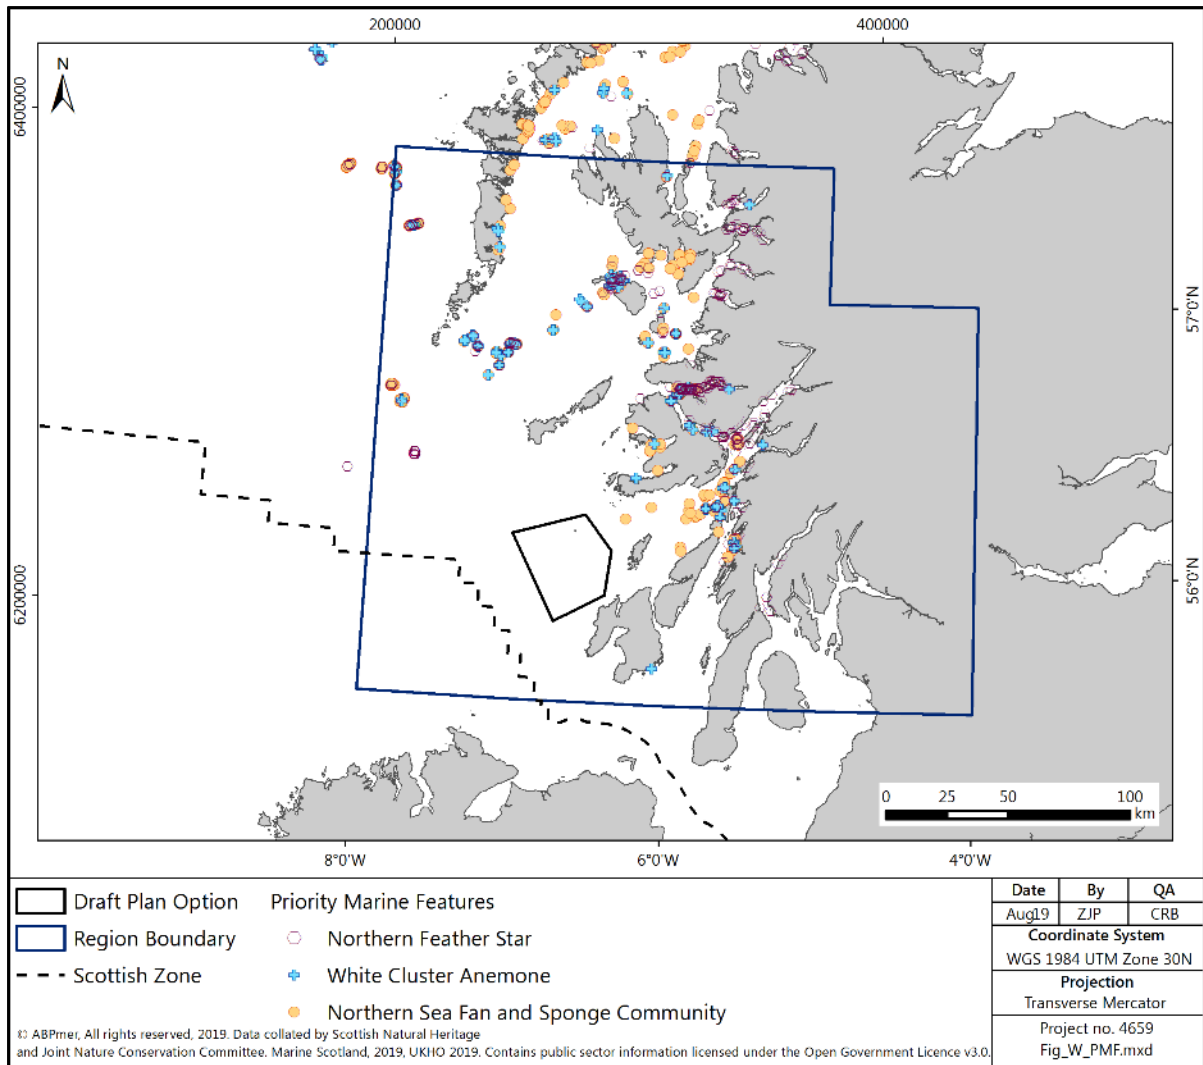 200000 400000
N
6400000
57°0'N
6200000
56°0'N
0 25 50 100
km
8°0'W 6°0'W 4°0'W
Draft Plan Option
Region Boundary
Scottish Zone
Priority Marine Features
Northern Feather Star
White Cluster Anemone
Northern Sea Fan and Sponge Community
© ABPmer, All rights reserved, 2019. Data collated by Scottish Natural Heritage
and Joint Nature Conservation Committee. Marine Scotland, 2019, UKHO 2019. Contains public sector information licensed under the Open Government Licence v3.0.
Date By QA
Aug19 ZJP CRB
Coordinate System
WGS 1984 UTM Zone 30N
Projection
Transverse Mercator
Project no. 4659
Fig_W_PMF.mxd